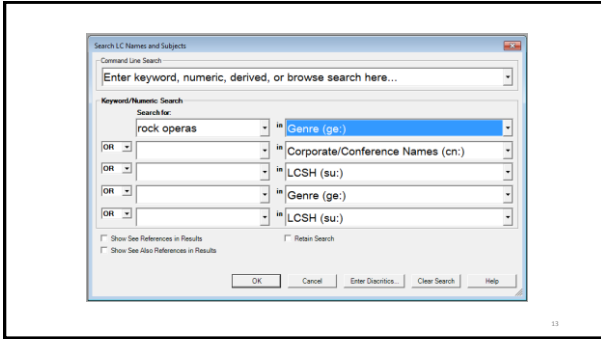 Search LC Names and Subjects
Command Line Search
Enter keyword, numeric, derived, or browse search here...
Keyword/Numeric Search
Search for:
rock operas in Genre (ge:)
OR in Corporate/Conference Names (cn:)
OR in LCSH (su:)
OR in Genre (ge:)
OR in LCSH (su:)
Show See References in Results Retain Search
Show See Also References in Results
OK Cancel Enter Diacritics... Clear Search Help
13